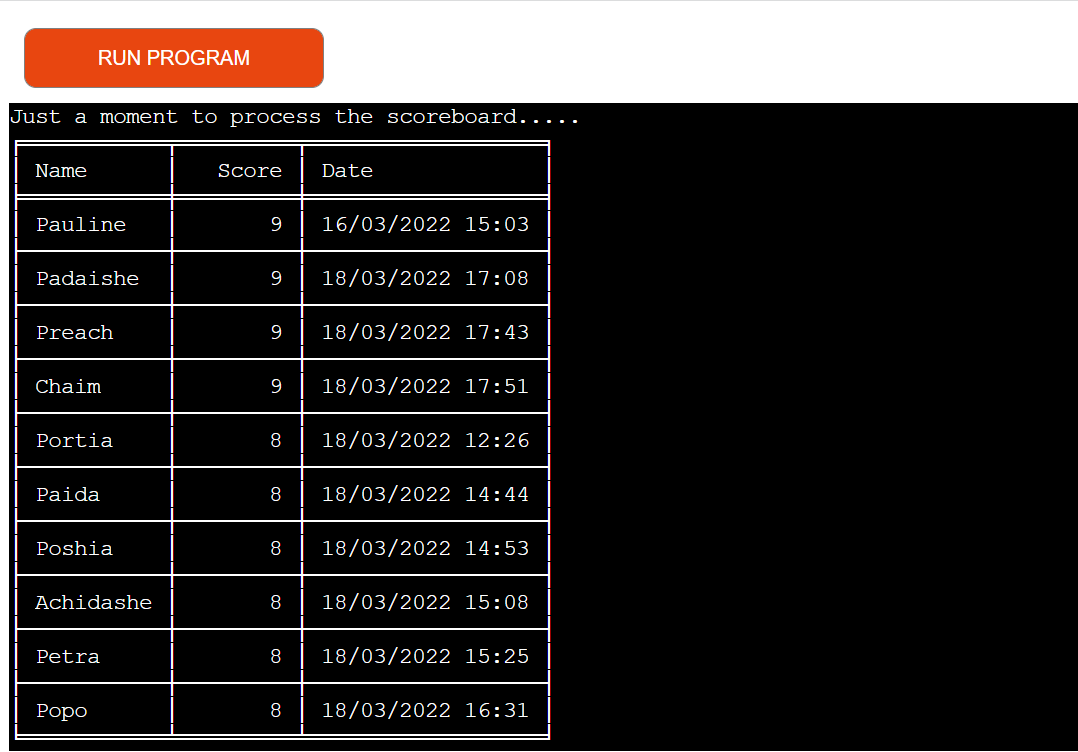 RUN PROGRAM
Just a moment to process the scoreboard.....
Name Score Date
Pauline 9 16/03/2022 15:03
Padaishe 9 18/03/2022 17:08
Preach 9 18/03/2022 17:43
Chaim 9 18/03/2022 17:51
Portia 8 18/03/2022 12:26
Paida 8 18/03/2022 14:44
Poshia 8 18/03/2022 14:53
Achidashe 8 18/03/2022 15:08
Petra 8 18/03/2022 15:25
Popo 8 18/03/2022 16:31